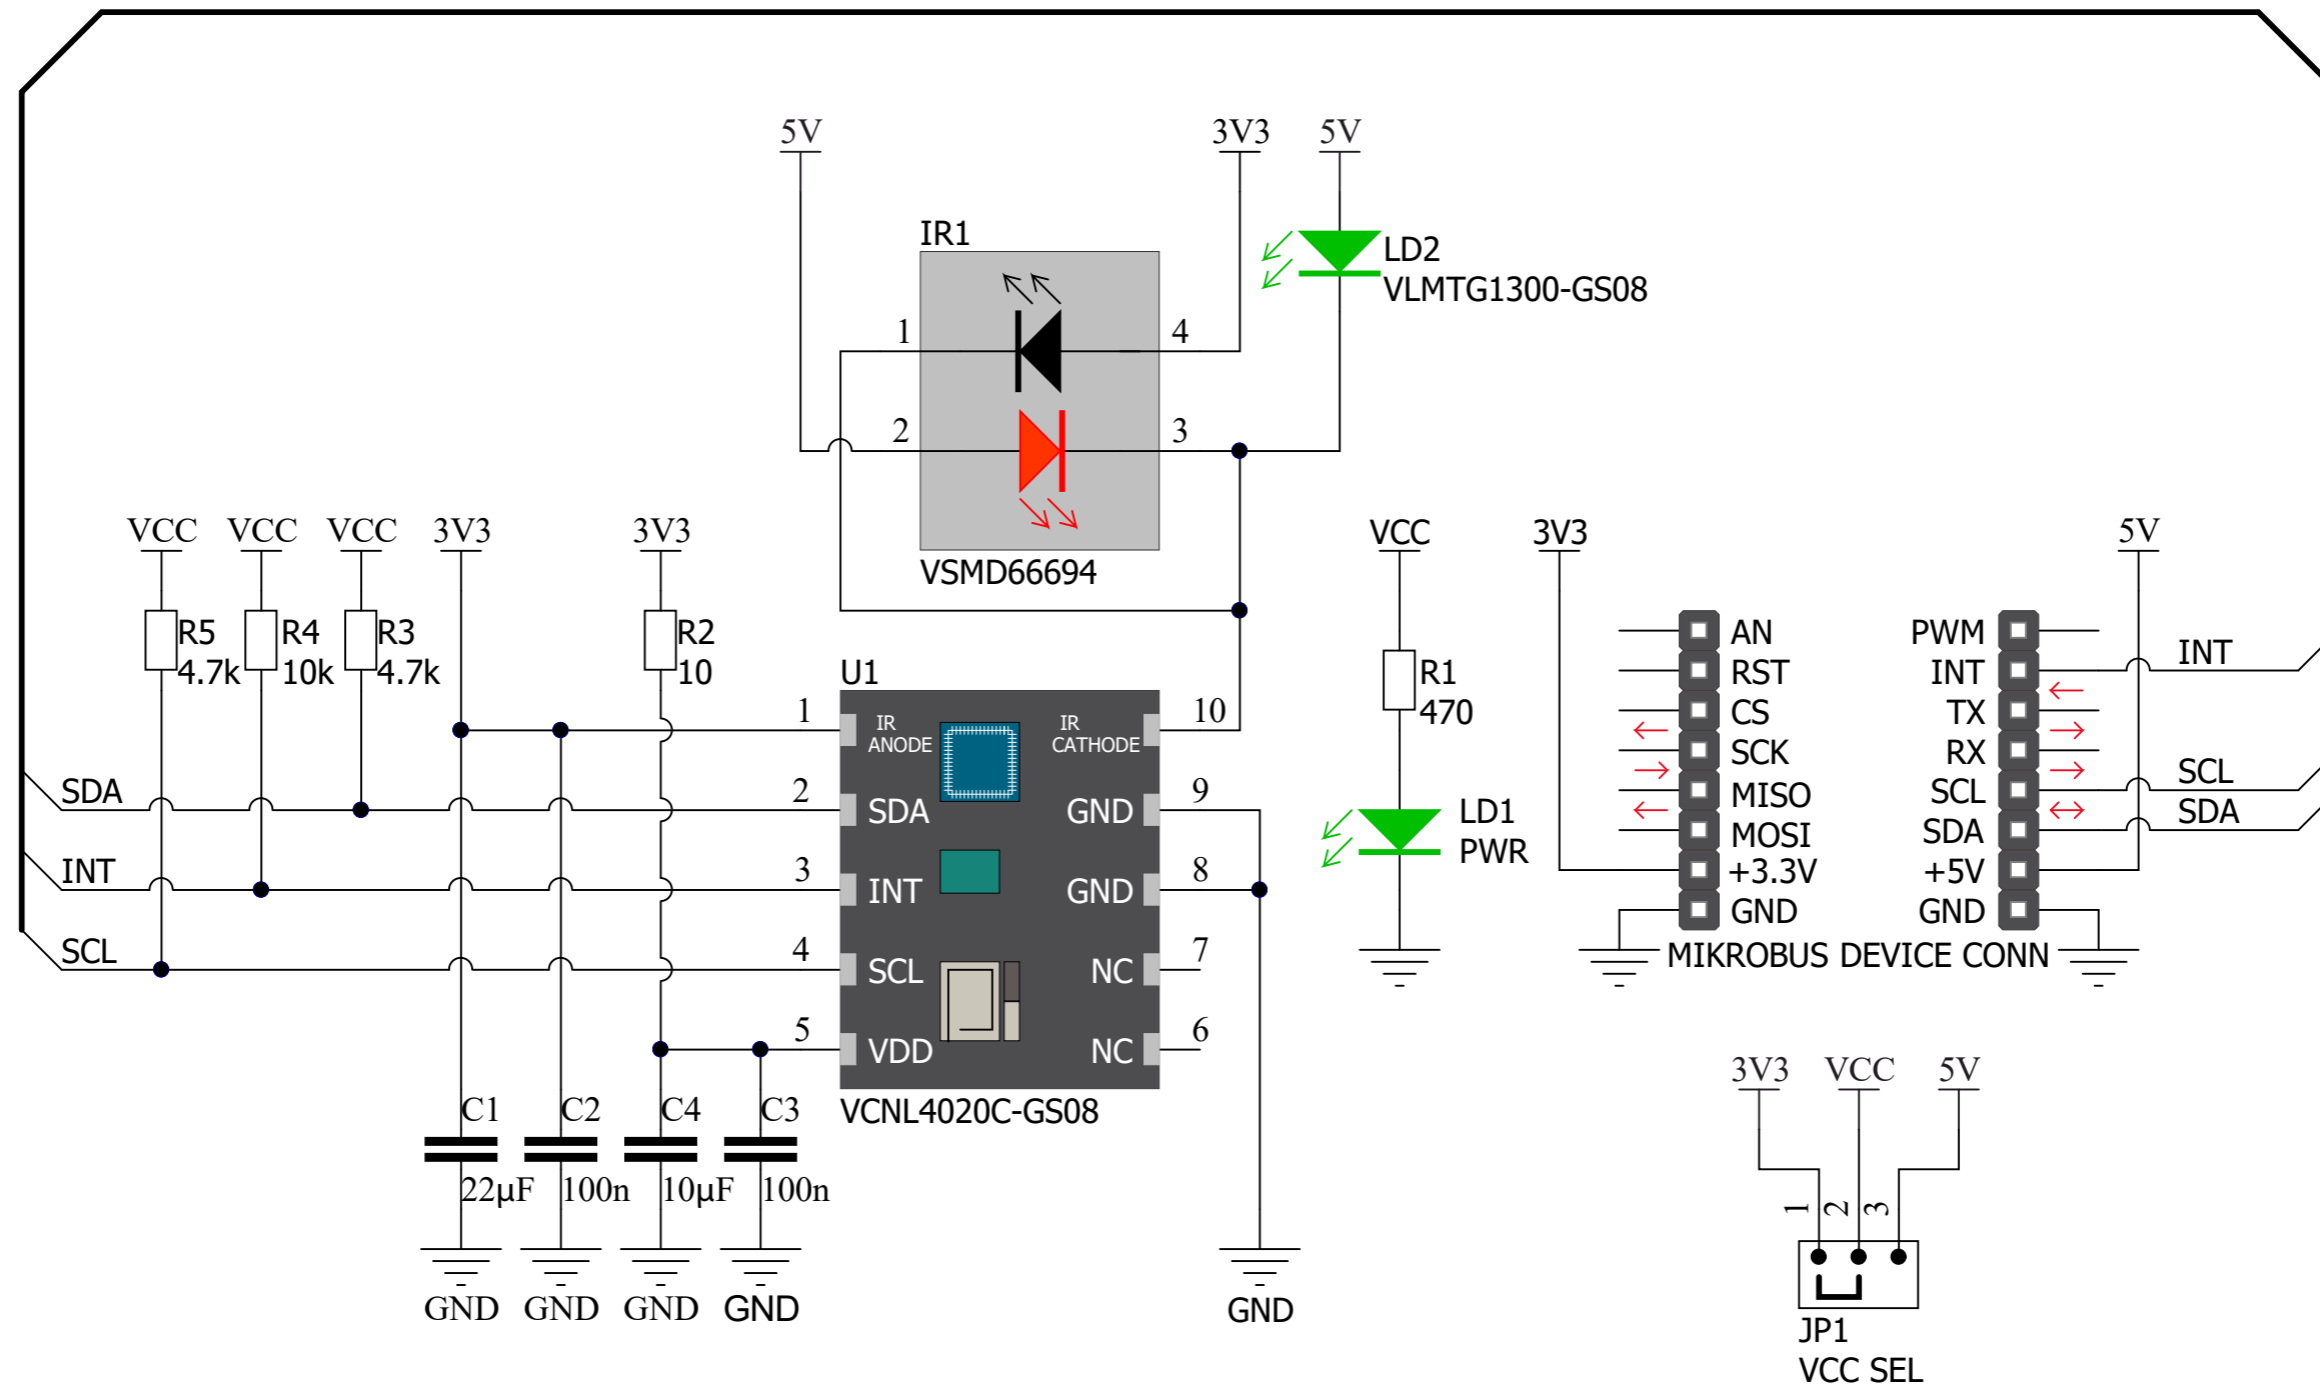 5V
3V3
5V
IR1
LD2
VLMTG1300-GS08
1
4
2
3
VSMD66694
VCC
VCC
VCC
3V3
3V3
VCC
3V3
5V
R5
4.7k
R4
10k
R3
4.7k
R2
10
R1
470
U1
1
IR
ANODE
IR
CATHODE
10
SDA
2
SDA
GND
9
INT
3
INT
GND
8
SCL
4
SCL
NC
7
5
VDD
NC
6
VCNL4020C-GS08
LD1
PWR
AN
PWM
RST
INT
INT
CS
TX
SCK
RX
MISO
SCL
SCL
MOSI
SDA
SDA
+3.3V
+5V
GND
GND
MIKROBUS DEVICE CONN
C1
22µF
C2
100n
C4
10µF
C3
100n
GND
GND
GND
GND
GND
3V3
VCC
5V
1
2
3
JP1
VCC SEL